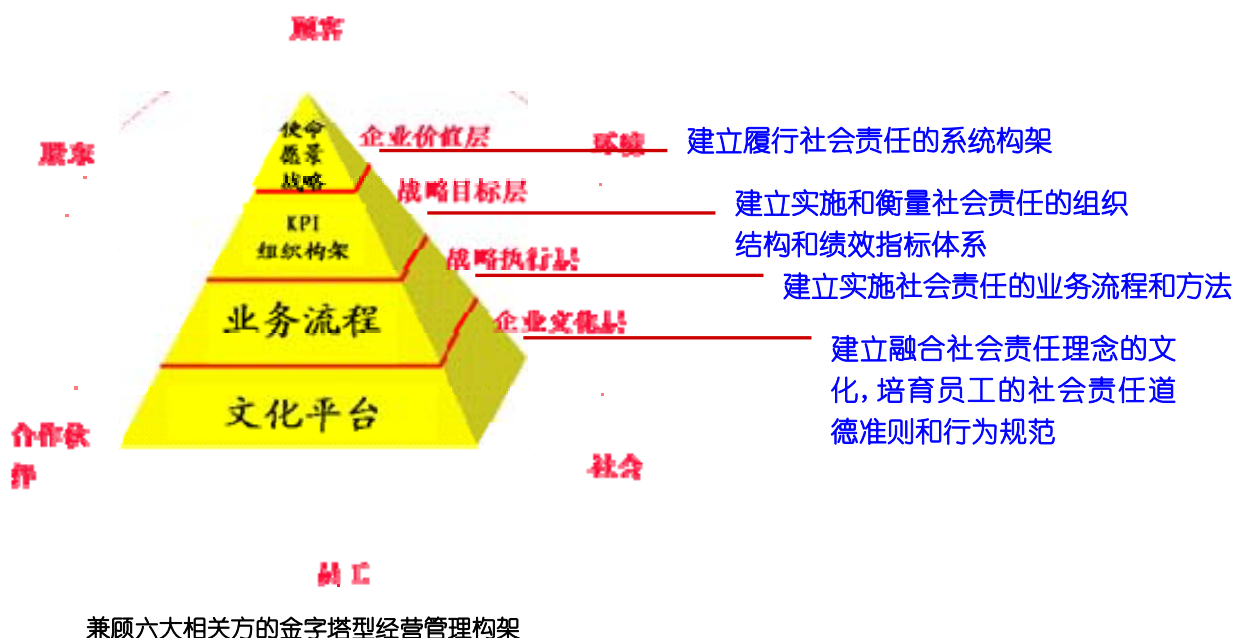 顾客
股东
环境
使命
愿景
战略
企业价值层
建立履行社会责任的系统构架
KPI
组织构架
战略目标层
建立实施和衡量社会责任的组织
结构和绩效指标体系
业务流程
战略执行层
建立实施社会责任的业务流程和方法
文化平台
企业文化层
建立融合社会责任理念的文
化,培育员工的社会责任道
德准则和行为规范
合作伙
伴
社会
员工
兼顾六大相关方的金字塔型经营管理构架